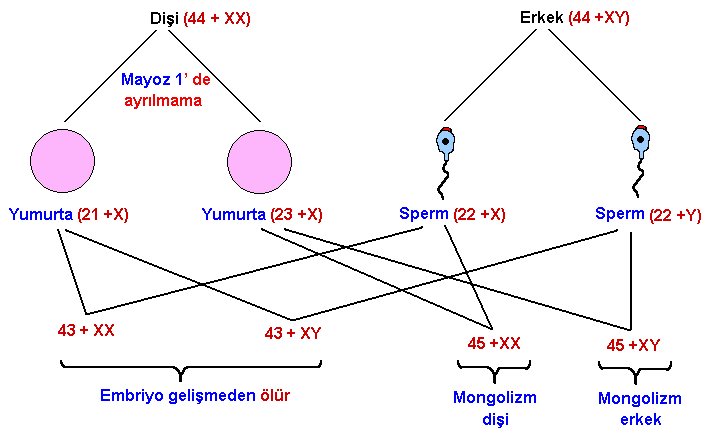 Dişi (44 + XX)
Erkek (44 +XY)
Mayoz 1' de
ayrılmama
Yumurta (21 +X)
Yumurta (23 +X)
Sperm (22 +X)
Sperm (22 +Y)
43 + XX
43 + XY
45 +XX
45 +XY
Embriyo gelişmeden ölür
Mongolizm
dişi
Mongolizm
erkek